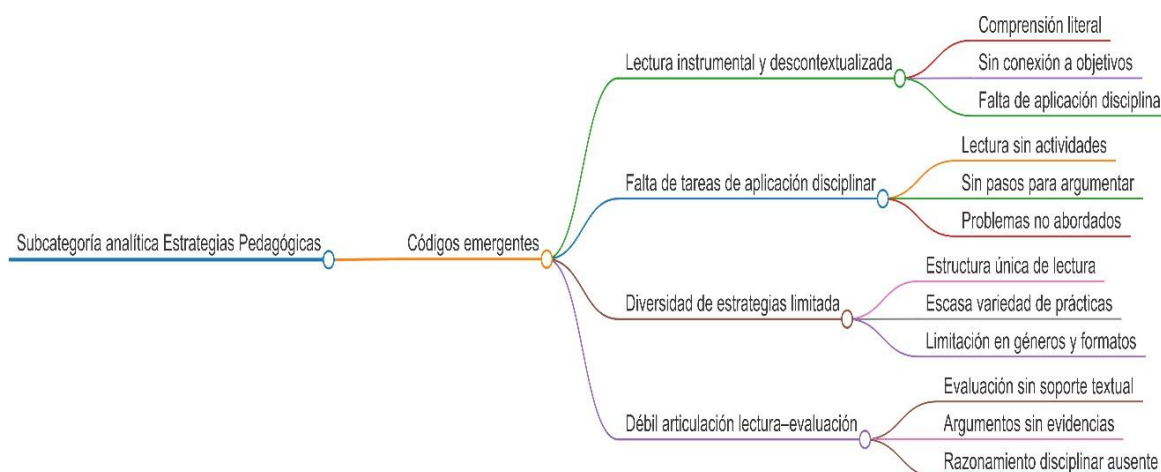 Subcategoría analítica Estrategias Pedagógicas
Códigos emergentes
Lectura instrumental y descontextualizada
Comprensión literal
Sin conexión a objetivos
Falta de aplicación disciplina
Falta de tareas de aplicación disciplinar
Lectura sin actividades
Sin pasos para argumentar
Problemas no abordados
Diversidad de estrategias limitada
Estructura única de lectura
Escasa variedad de prácticas
Limitación en géneros y formatos
Débil articulación lectura–evaluación
Evaluación sin soporte textual
Argumentos sin evidencias
Razonamiento disciplinar ausente